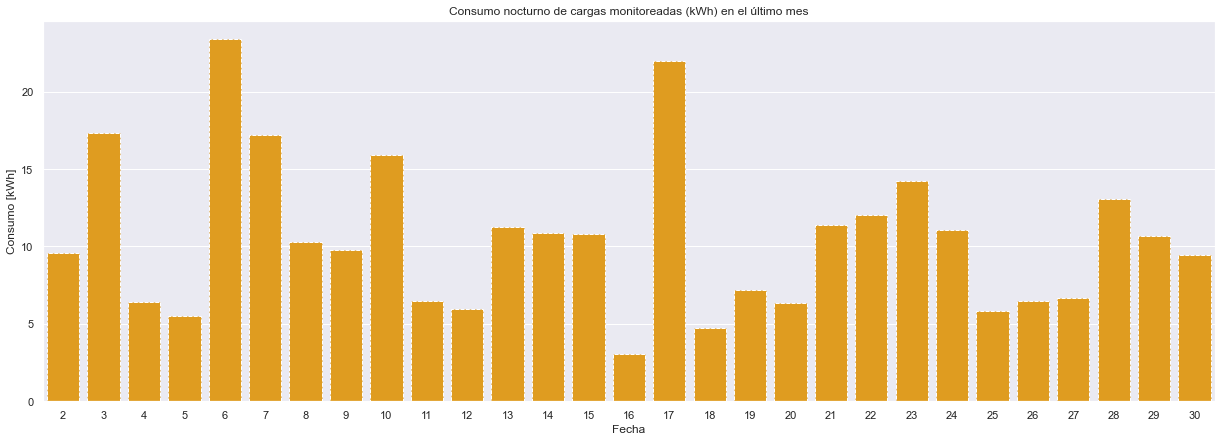 Consumo nocturno de cargas monitoreadas (kWh) en el último mes
Consumo [kWh]
20
15
10
5
0
2 3 4 5 6 7 8 9 10 11 12 13 14 15 16 17 18 19 20 21 22 23 24 25 26 27 28 29 30
Fecha